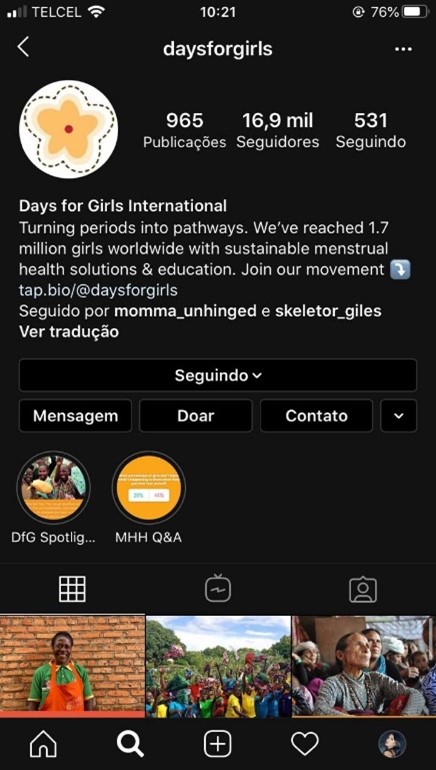 TELCEL 10:21 76%
daysforgirls
965 16,9 mil 531
Publicações Seguidores Seguindo
Days for Girls International
Turning periods into pathways. We’ve reached 1.7
million girls worldwide with sustainable menstrual
health solutions & education. Join our movement ⤵️
tap.bio/@daysforgirls
Seguido por momma_unhinged e skeletor_giles
Ver tradução
Seguindo
Mensagem Doar Contato
DfG Spotlig... MHH Q&A